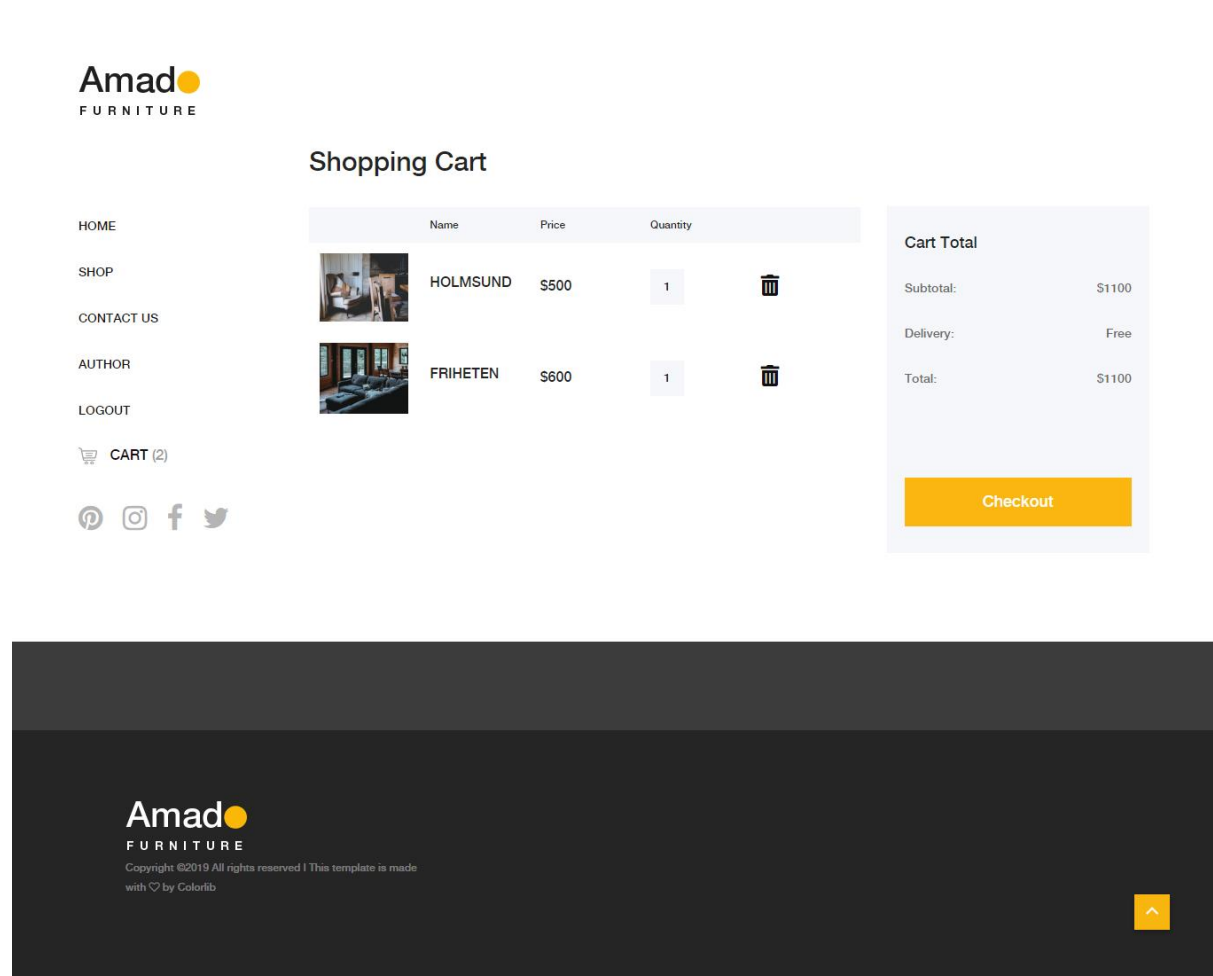 Amado
FURNITURE
Shopping Cart
HOME
SHOP
CONTACT US
AUTHOR
LOGOUT
CART (2)
Name Price Quantity
HOLMSUND $500 1
FRIHETEN $600 1
Cart Total
Subtotal: $1100
Delivery: Free
Total: $1100
Checkout
Amado
FURNITURE
Copyright ©2019 All rights reserved | This template is made
with ♡ by Colorlib